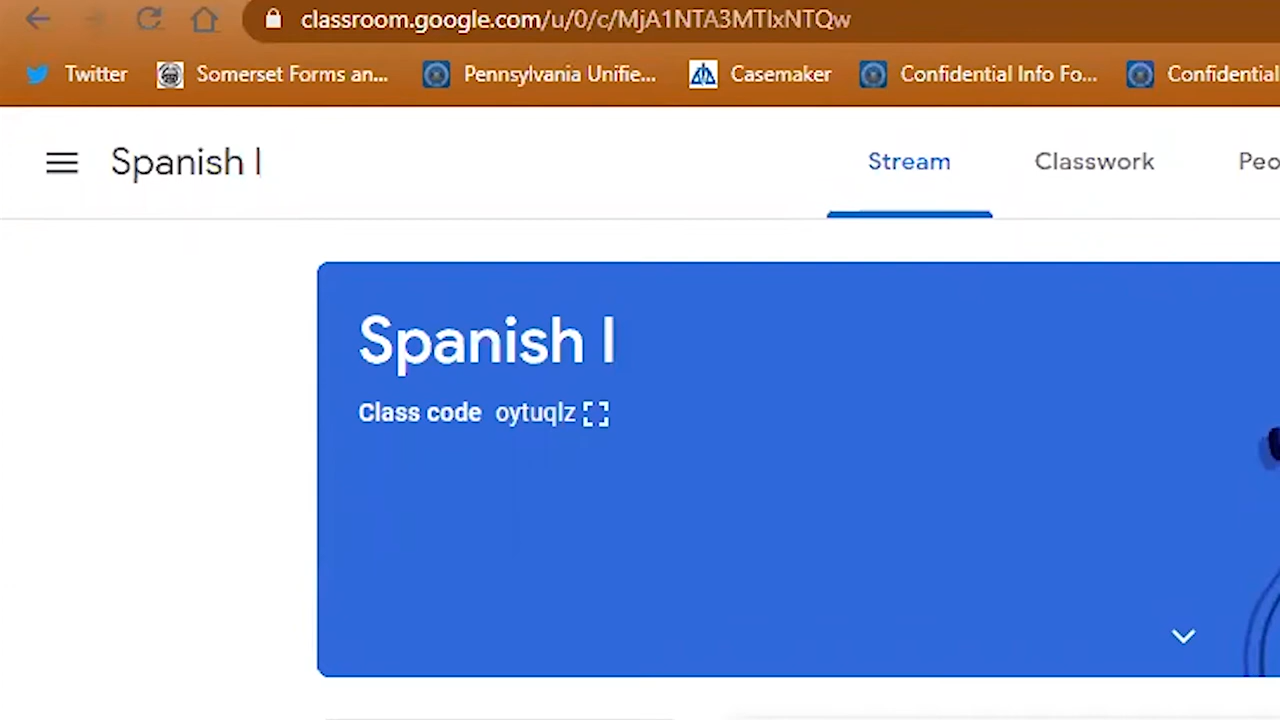 classroom.google.com/u/0/c/MjA1NTA3MTIxNTQw
Twitter Somerset Forms an... Pennsylvania Unifie... Casemaker Confidential Info Fo... Confidential
Spanish I Stream Classwork Peo
Spanish I
Class code oytuqlz